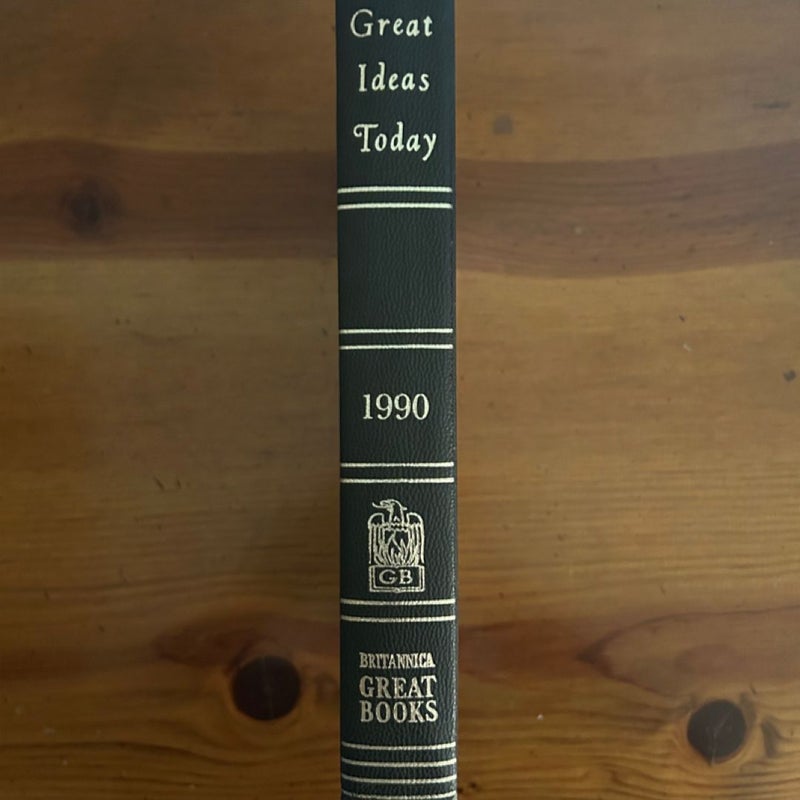 Great
Ideas
Today
1990
GB
BRITANNICA
GREAT
BOOKS